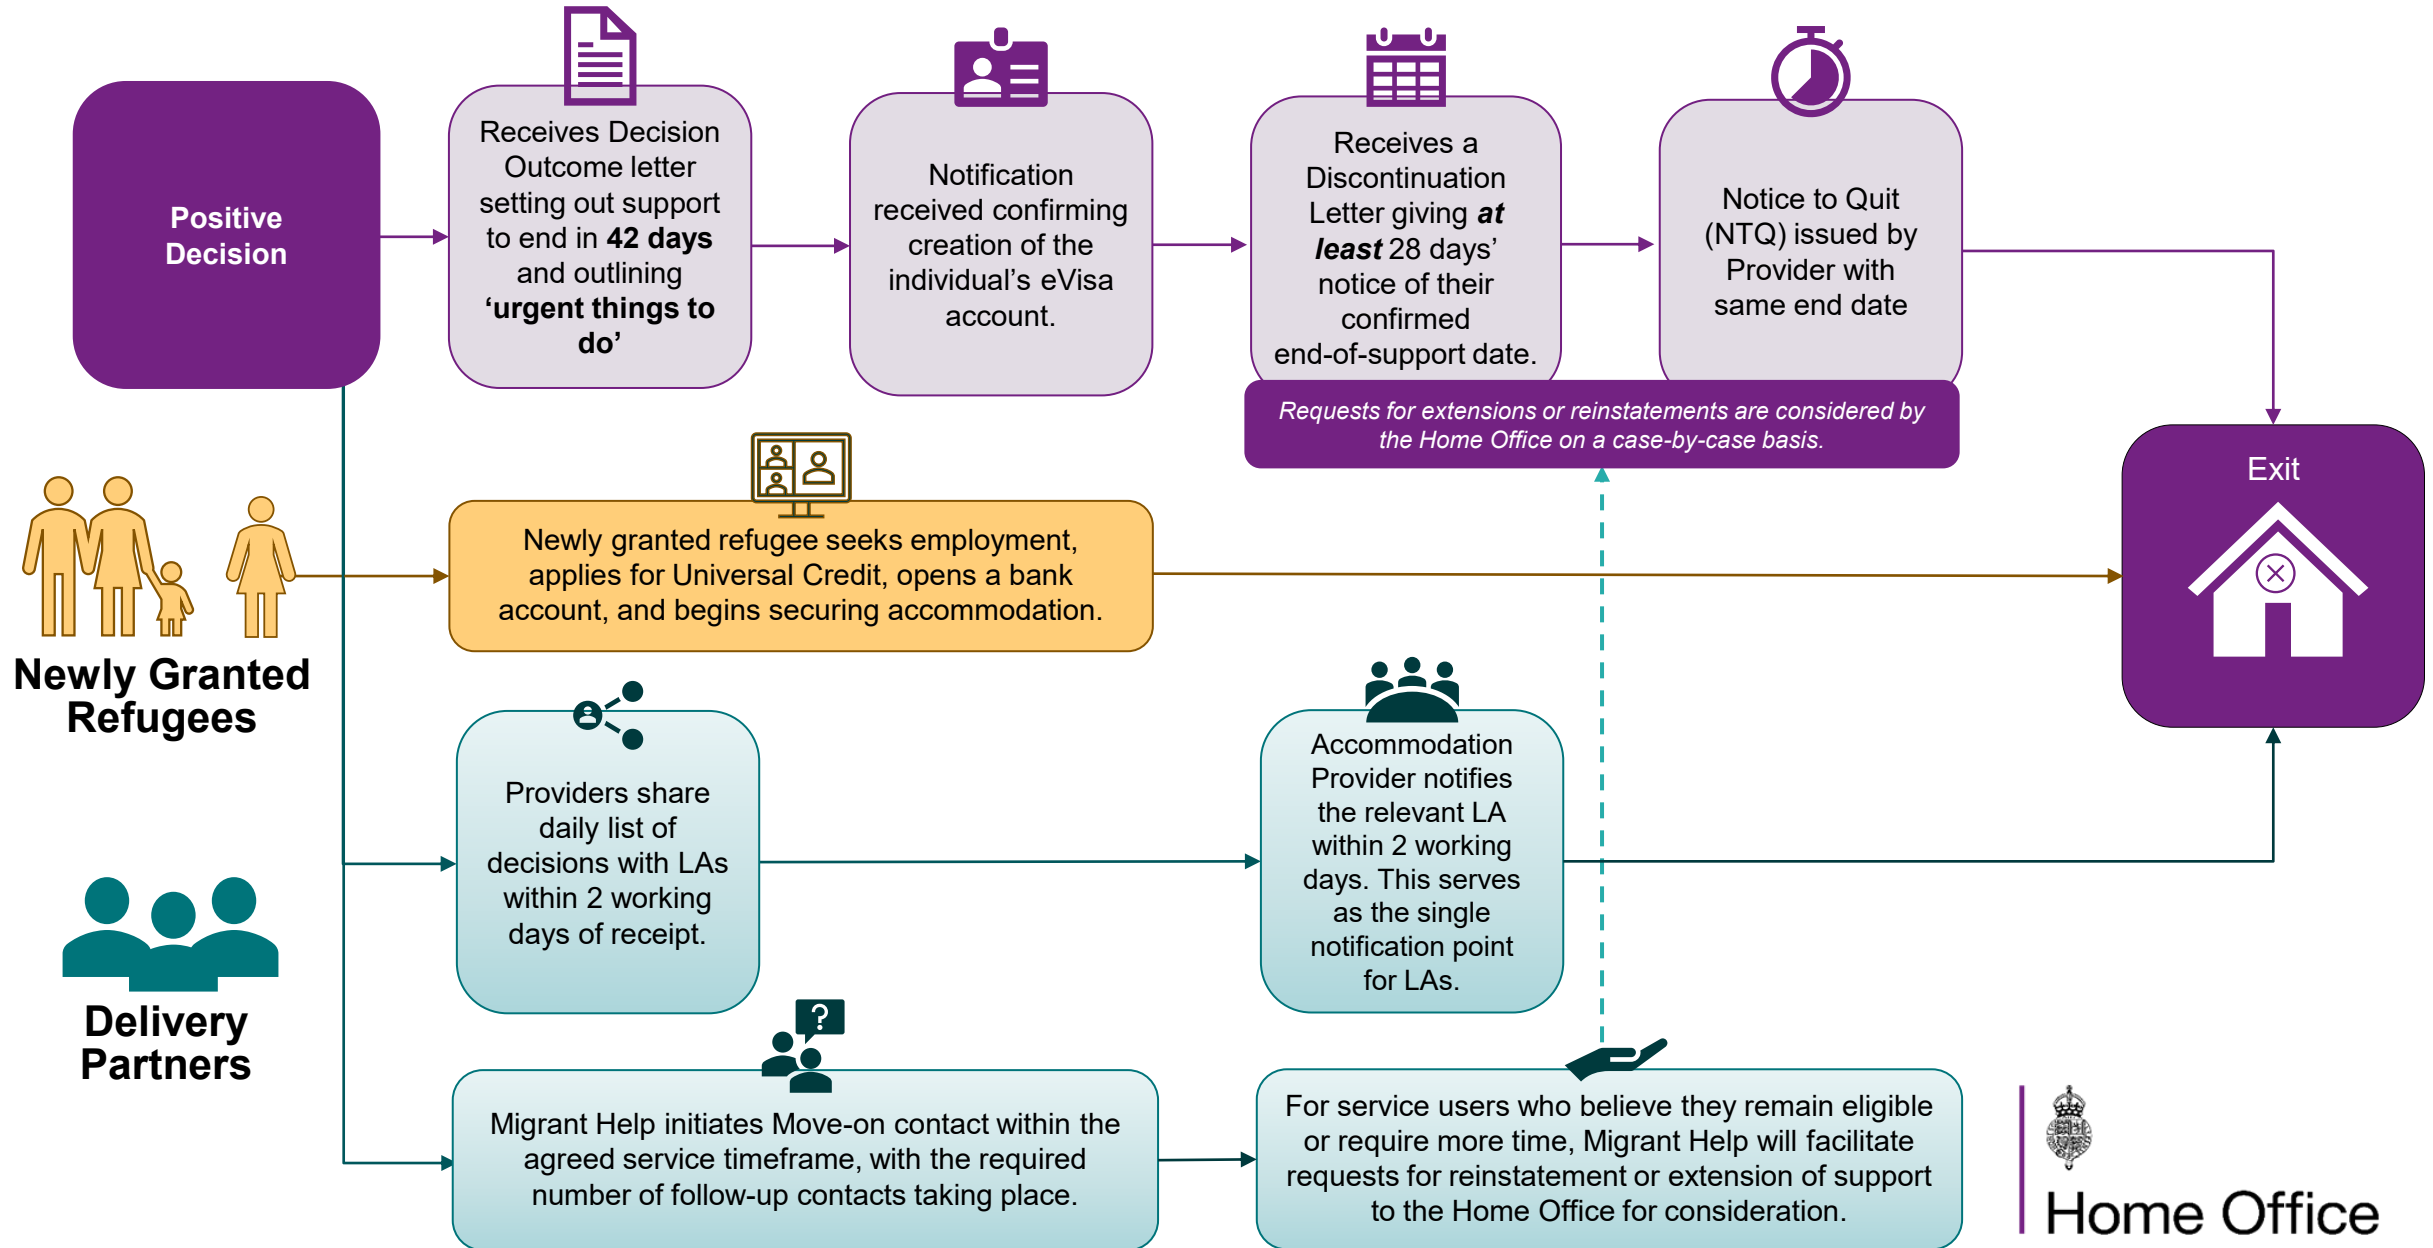 Positive
Decision
Receives Decision
Outcome letter
setting out support
to end in 42 days
and outlining
‘urgent things to
do’
Notification
received confirming
creation of the
individual’s eVisa
account.
Receives a
Discontinuation
Letter giving at
least 28 days’
notice of their
confirmed
end-of-support date.
Notice to Quit
(NTQ) issued by
Provider with
same end date
Requests for extensions or reinstatements are considered by
the Home Office on a case-by-case basis.
Exit
Newly Granted
Refugees
Newly granted refugee seeks employment,
applies for Universal Credit, opens a bank
account, and begins securing accommodation.
Delivery
Partners
Providers share
daily list of
decisions with LAs
within 2 working
days of receipt.
Accommodation
Provider notifies
the relevant LA
within 2 working
days. This serves
as the single
notification point
for LAs.
?
Migrant Help initiates Move-on contact within the
agreed service timeframe, with the required
number of follow-up contacts taking place.
For service users who believe they remain eligible
or require more time, Migrant Help will facilitate
requests for reinstatement or extension of support
to the Home Office for consideration.
Home Office